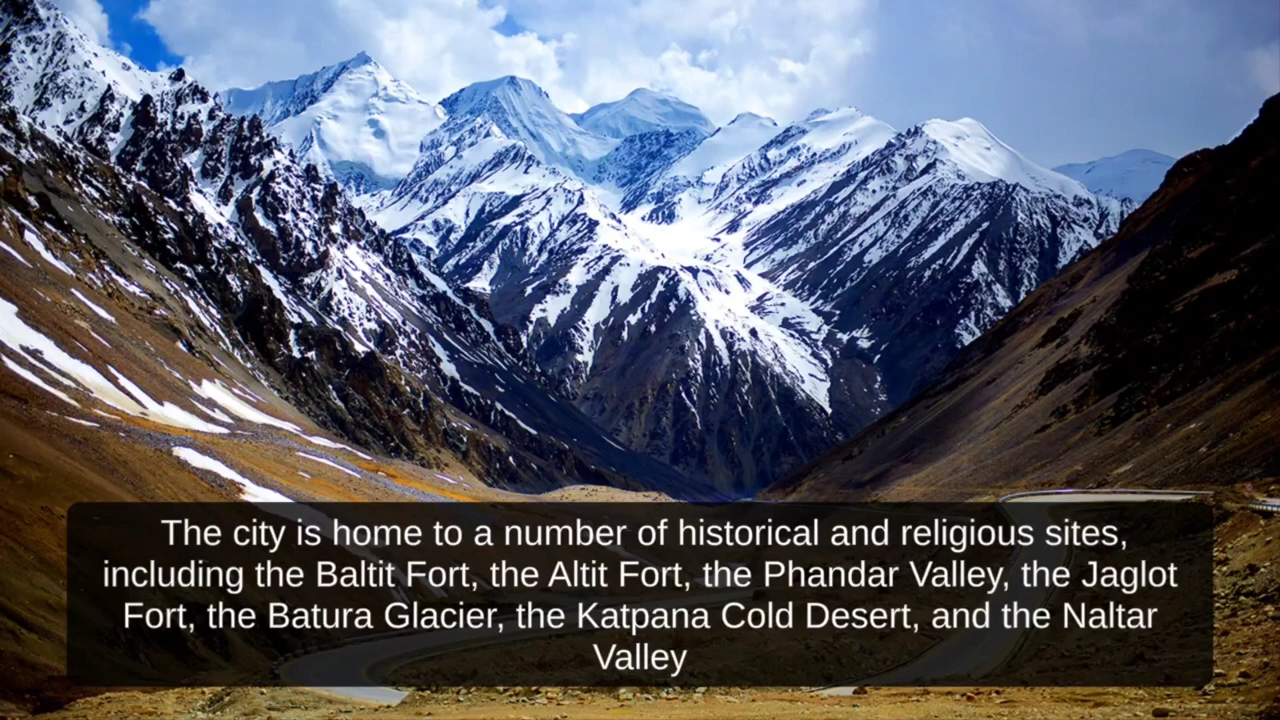 The city is home to a number of historical and religious sites,
including the Baltit Fort, the Altit Fort, the Phandar Valley, the Jaglot
Fort, the Batura Glacier, the Katpana Cold Desert, and the Naltar
Valley